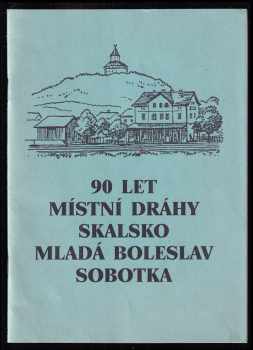 90 LET
MÍSTNÍ DRÁHY
SKALSKO
MLADÁ BOLESLAV
SOBOTKA